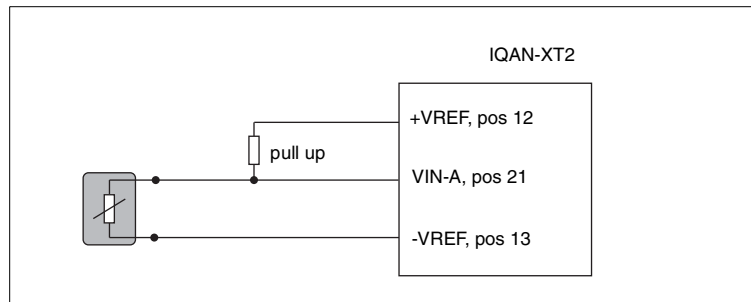 IQAN-XT2
+VREF, pos 12
pull up
VIN-A, pos 21
-VREF, pos 13